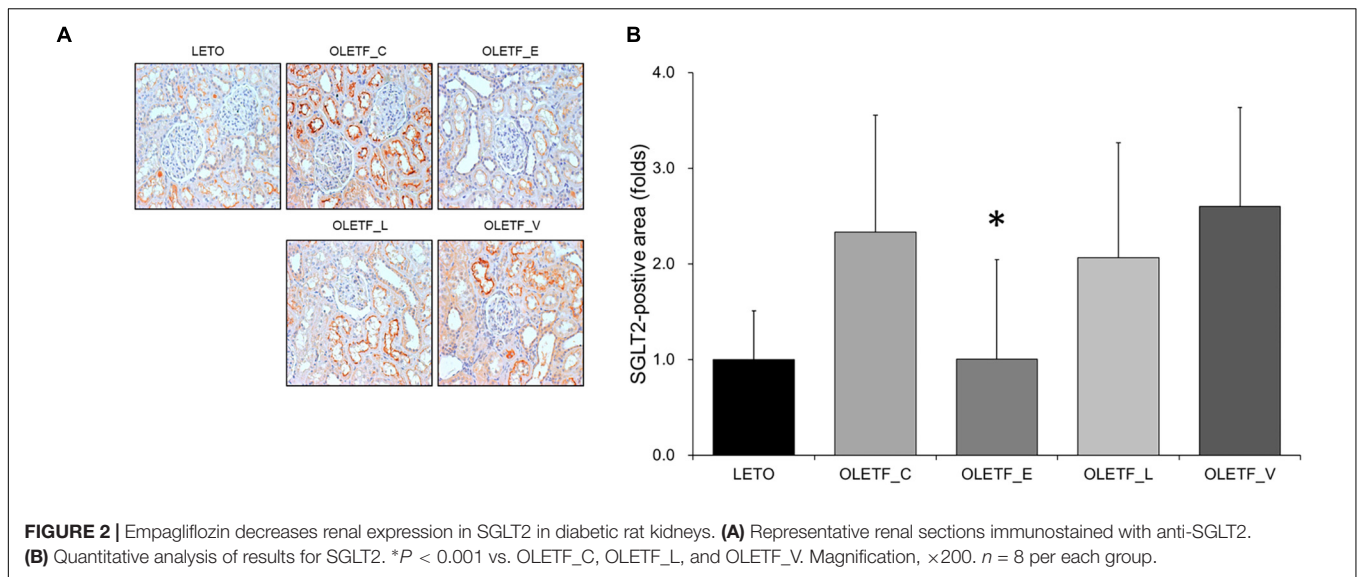 A
LETO
OLETF_C
OLETF_E
OLETF_L
OLETF_V
B
SGLT2-postive area (folds)
4.0
3.0
2.0
1.0
0.0
*
LETO
OLETF_C
OLETF_E
OLETF_L
OLETF_V
FIGURE 2 | Empagliflozin decreases renal expression in SGLT2 in diabetic rat kidneys. (A) Representative renal sections immunostained with anti-SGLT2.
(B) Quantitative analysis of results for SGLT2. *P < 0.001 vs. OLETF_C, OLETF_L, and OLETF_V. Magnification, ×200. n = 8 per each group.